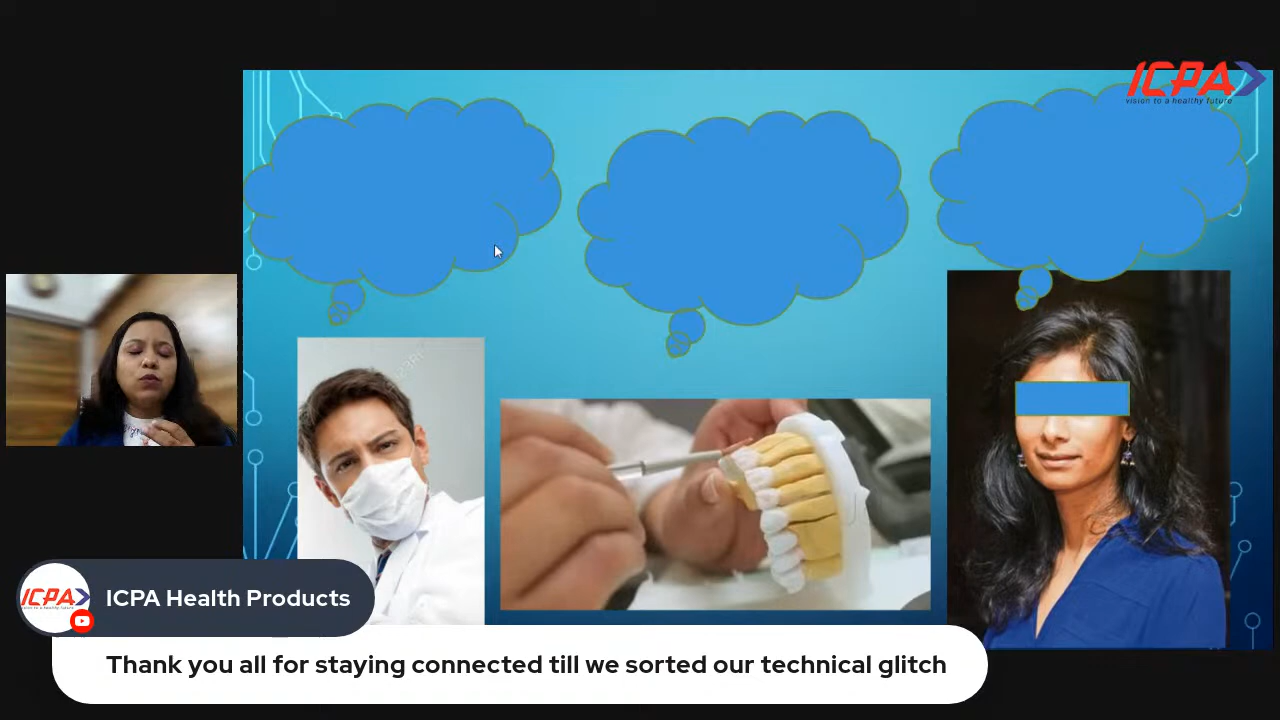 ICPA
vision to a healthy future
ICPA Health Products
Thank you all for staying connected till we sorted our technical glitch